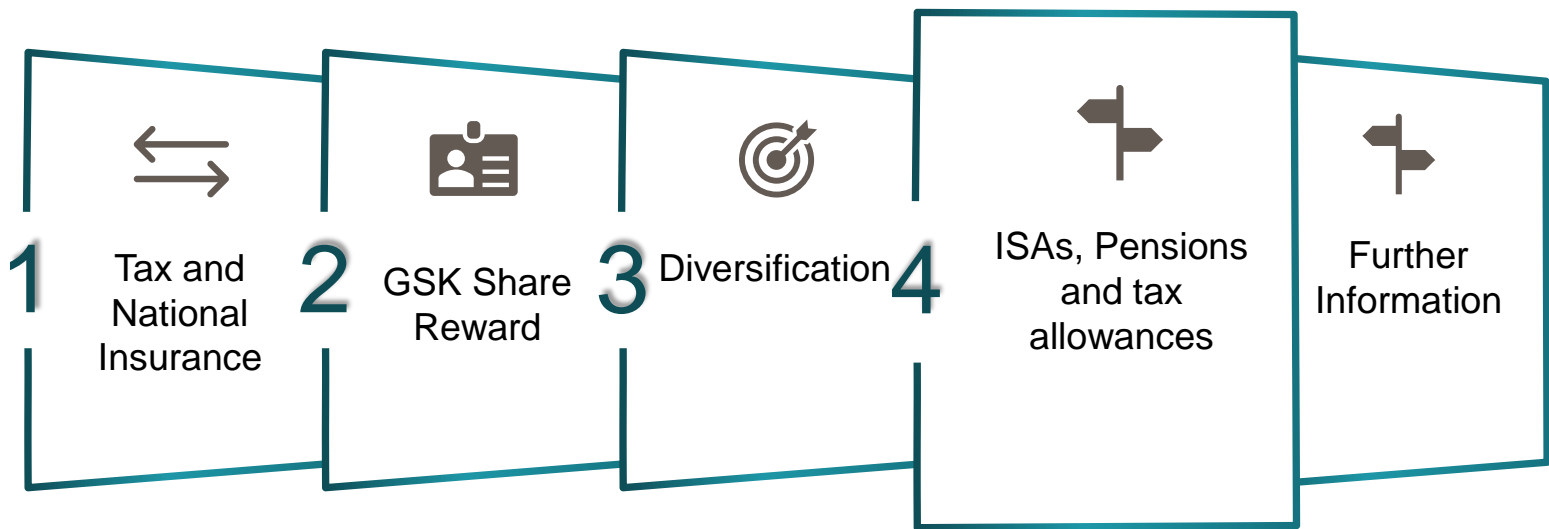 1
Tax and
National
Insurance
2
GSK Share
Reward
3
Diversification
4
ISAs, Pensions
and tax
allowances
Further
Information